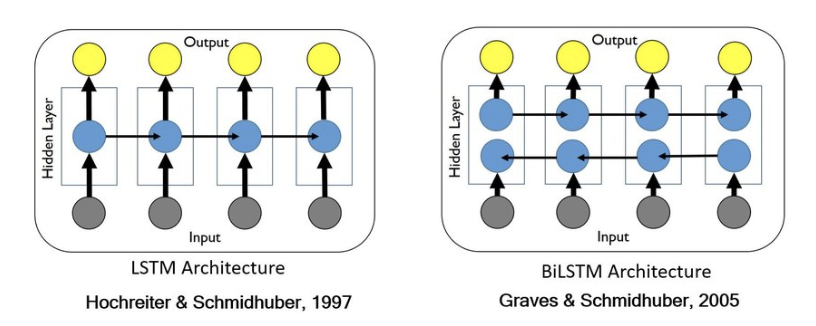 Output
Hidden Layer
Input
LSTM Architecture
Hochreiter & Schmidhuber, 1997
Output
Hidden Layer
Input
BiLSTM Architecture
Graves & Schmidhuber, 2005